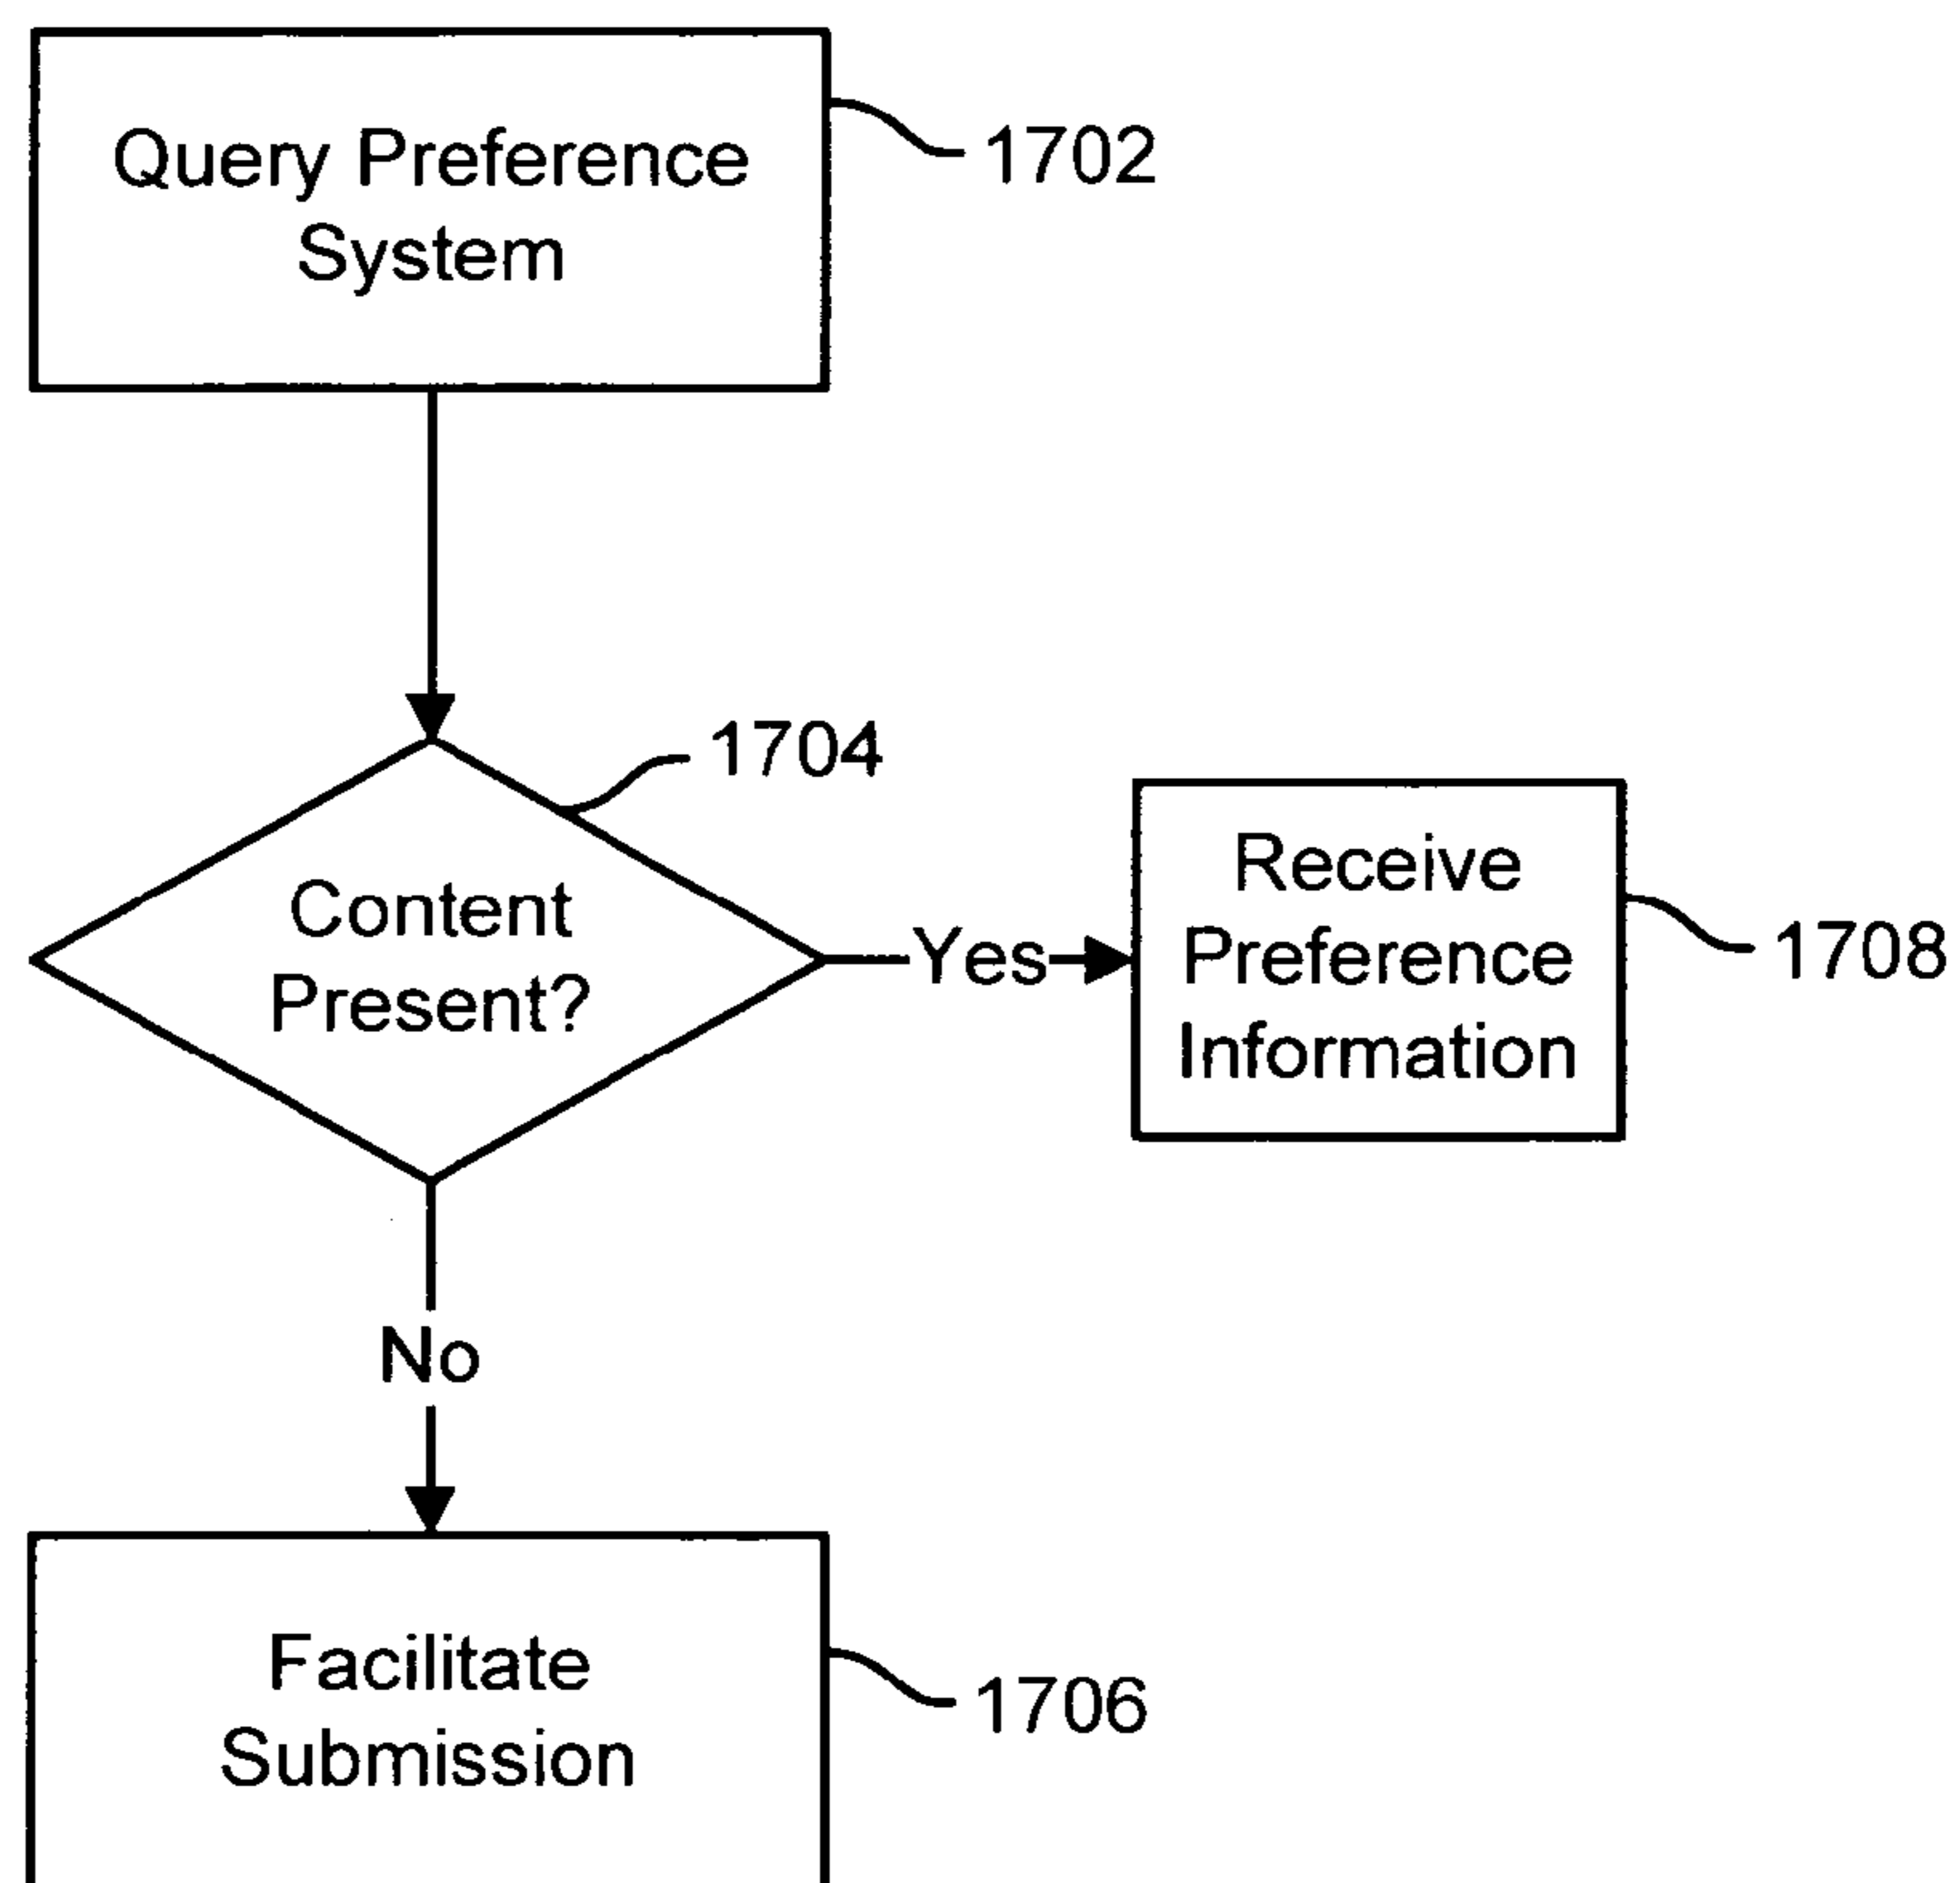 Query Preference
System
1702
1704
Content
Present?
Yes
Receive
Preference
Information
1708
No
Facilitate
Submission
1706